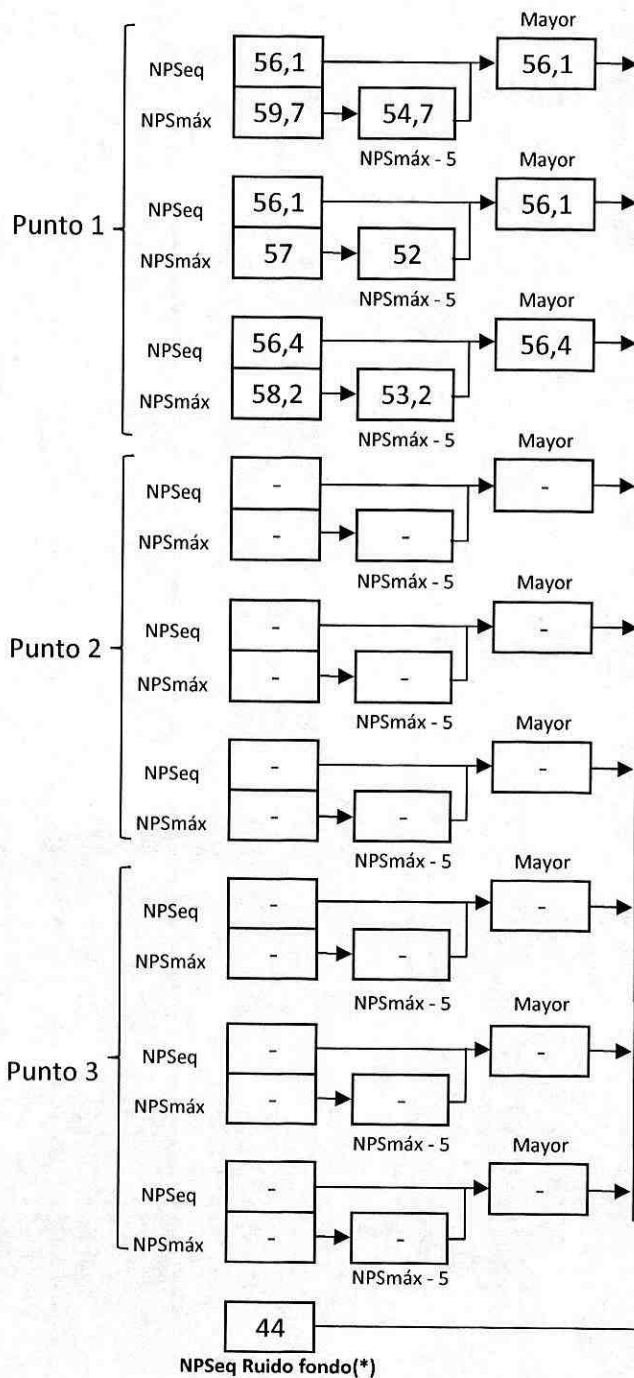 Mayor
NPSeq 56,1 56,1
NPSmáx 59,7 54,7
NPSmáx - 5
Mayor
NPSeq 56,1 56,1
Punto 1
NPSmáx 57 52
NPSmáx - 5
Mayor
NPSeq 56,4 56,4
NPSmáx 58,2 53,2
NPSmáx - 5
Mayor
NPSeq - -
NPSmáx - -
NPSmáx - 5
Mayor
NPSeq - -
Punto 2
NPSmáx - -
NPSmáx - 5
Mayor
NPSeq - -
NPSmáx - -
NPSmáx - 5
Mayor
NPSeq - -
NPSmáx - -
NPSmáx - 5
Mayor
NPSeq - -
Punto 3
NPSmáx - -
NPSmáx - 5
Mayor
NPSeq - -
NPSmáx - -
NPSmáx - 5
44
NPSeq Ruido fondo(*)